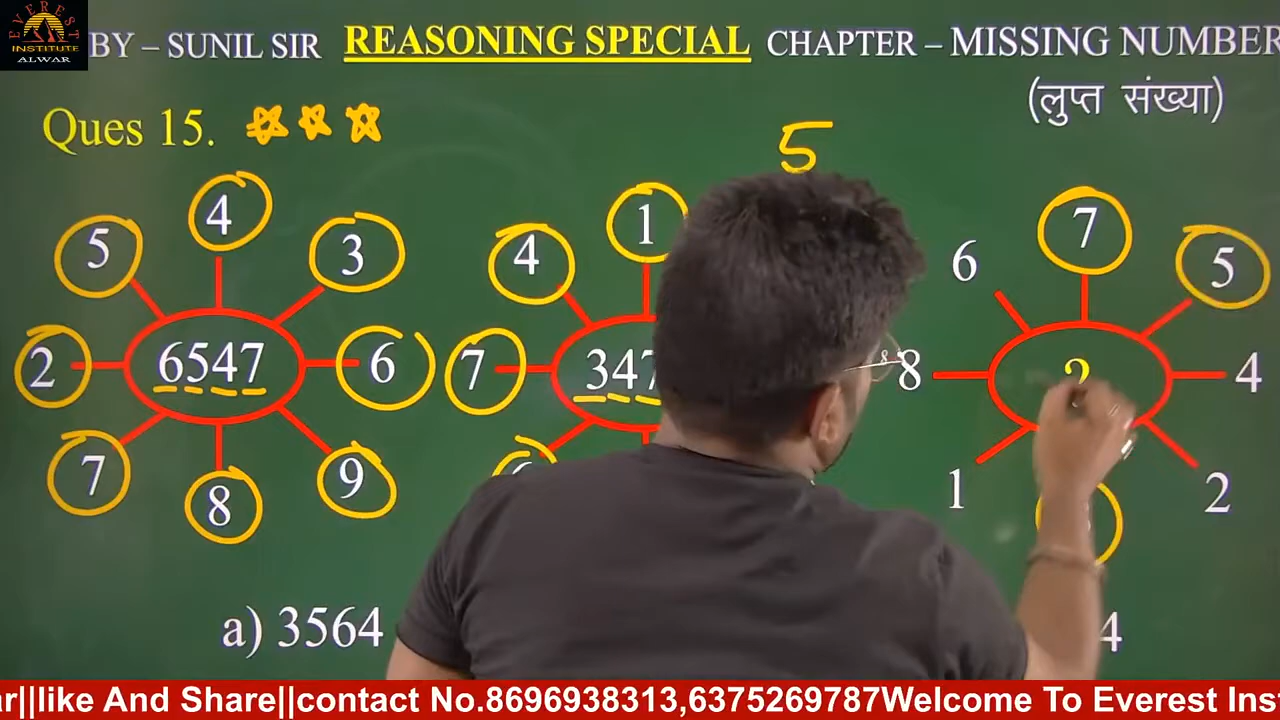 EVEREST
INSTITUTE
ALWAR
BY – SUNIL SIR REASONING SPECIAL CHAPTER – MISSING NUMBER
(लुप्त संख्या)
Ques 15.
5
5 4 3
2 6547 6
7 8 9
4 1
7 347
6 7 5
8 ? 4
1 2
a) 3564
4
||like And Share||contact No.8696938313,6375269787Welcome To Everest